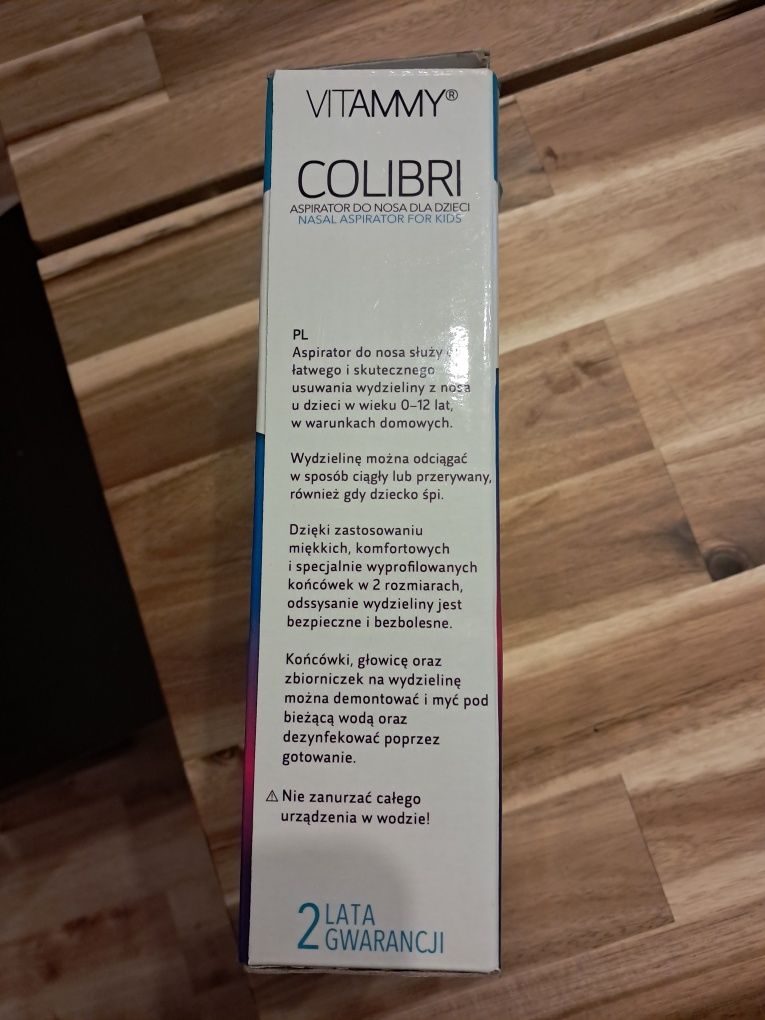 VITAMMY®
COLIBRI
ASPIRATOR DO NOSA DLA DZIECI
NASAL ASPIRATOR FOR KIDS
PL
Aspirator do nosa służy
łatwego i skutecznego
usuwania wydzieliny z nosa
u dzieci w wieku 0–12 lat,
w warunkach domowych.
Wydzielinę można odciągać
w sposób ciągły lub przerywany,
również gdy dziecko śpi.
Dzięki zastosowaniu
miękkich, komfortowych
i specjalnie wyprofilowanych
końcówek w 2 rozmiarach,
odssysanie wydzieliny jest
bezpieczne i bezbolesne.
Końcówki, głowicę oraz
zbiorniczek na wydzielinę
można demontować i myć pod
bieżącą wodą oraz
dezynfekować poprzez
gotowanie.
⚠ Nie zanurzać całego
urządzenia w wodzie!
2 LATA
GWARANCJI